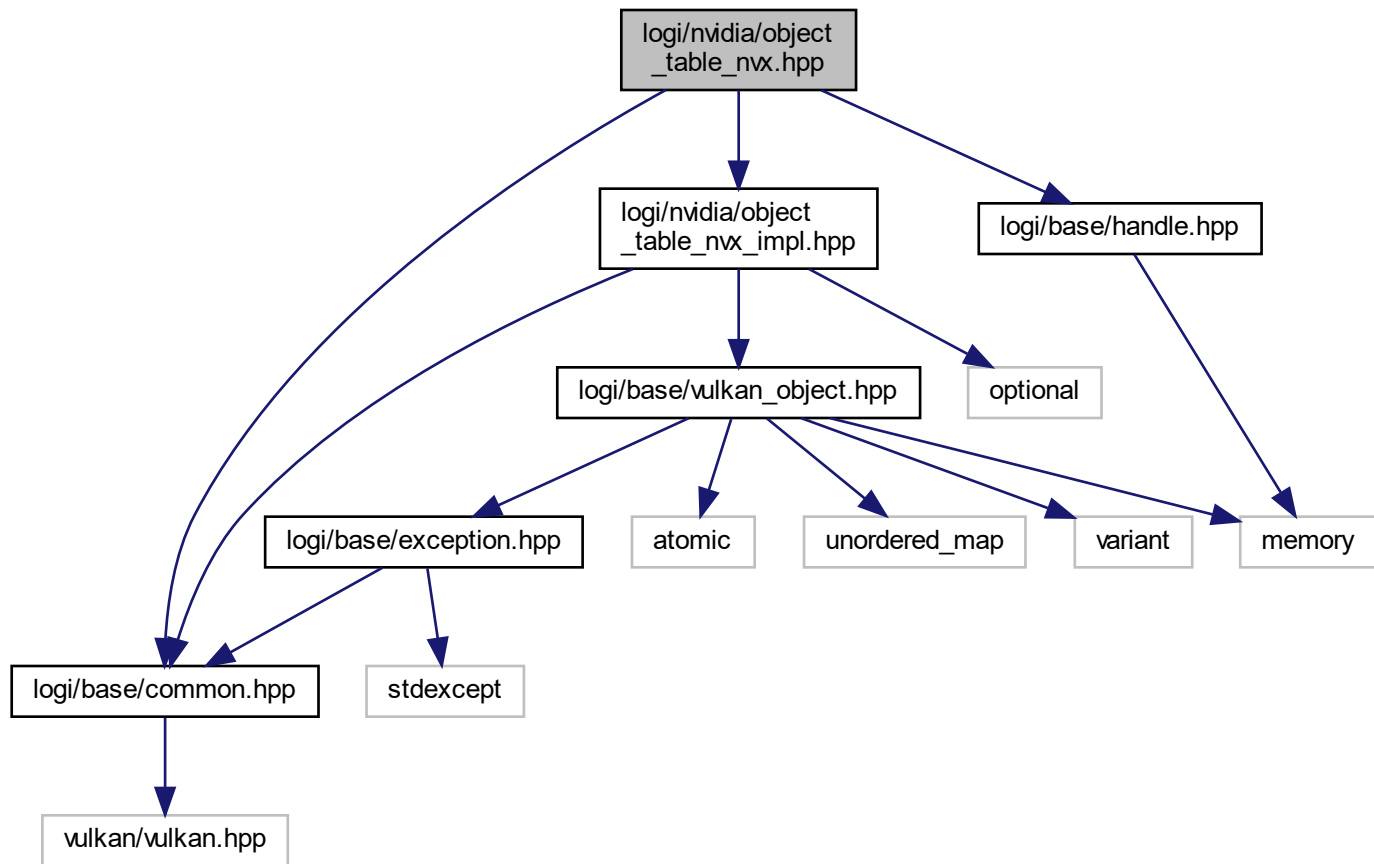 logi/nvidia/object
_table_nvx.hpp
logi/nvidia/object
_table_nvx_impl.hpp
logi/base/handle.hpp
logi/base/vulkan_object.hpp
optional
logi/base/exception.hpp
atomic
unordered_map
variant
memory
logi/base/common.hpp
stdexcept
vulkan/vulkan.hpp